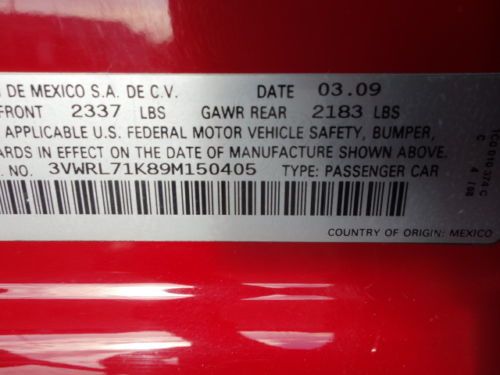 DE MEXICO S.A. DE C.V. DATE 03.09
FRONT 2337 LBS GAWR REAR 2183 LBS
APPLICABLE U.S. FEDERAL MOTOR VEHICLE SAFETY, BUMPER,
ARDS IN EFFECT ON THE DATE OF MANUFACTURE SHOWN ABOVE
. NO. 3VWRL71K89M150405 TYPE: PASSENGER CAR
COUNTRY OF ORIGIN: MEXICO